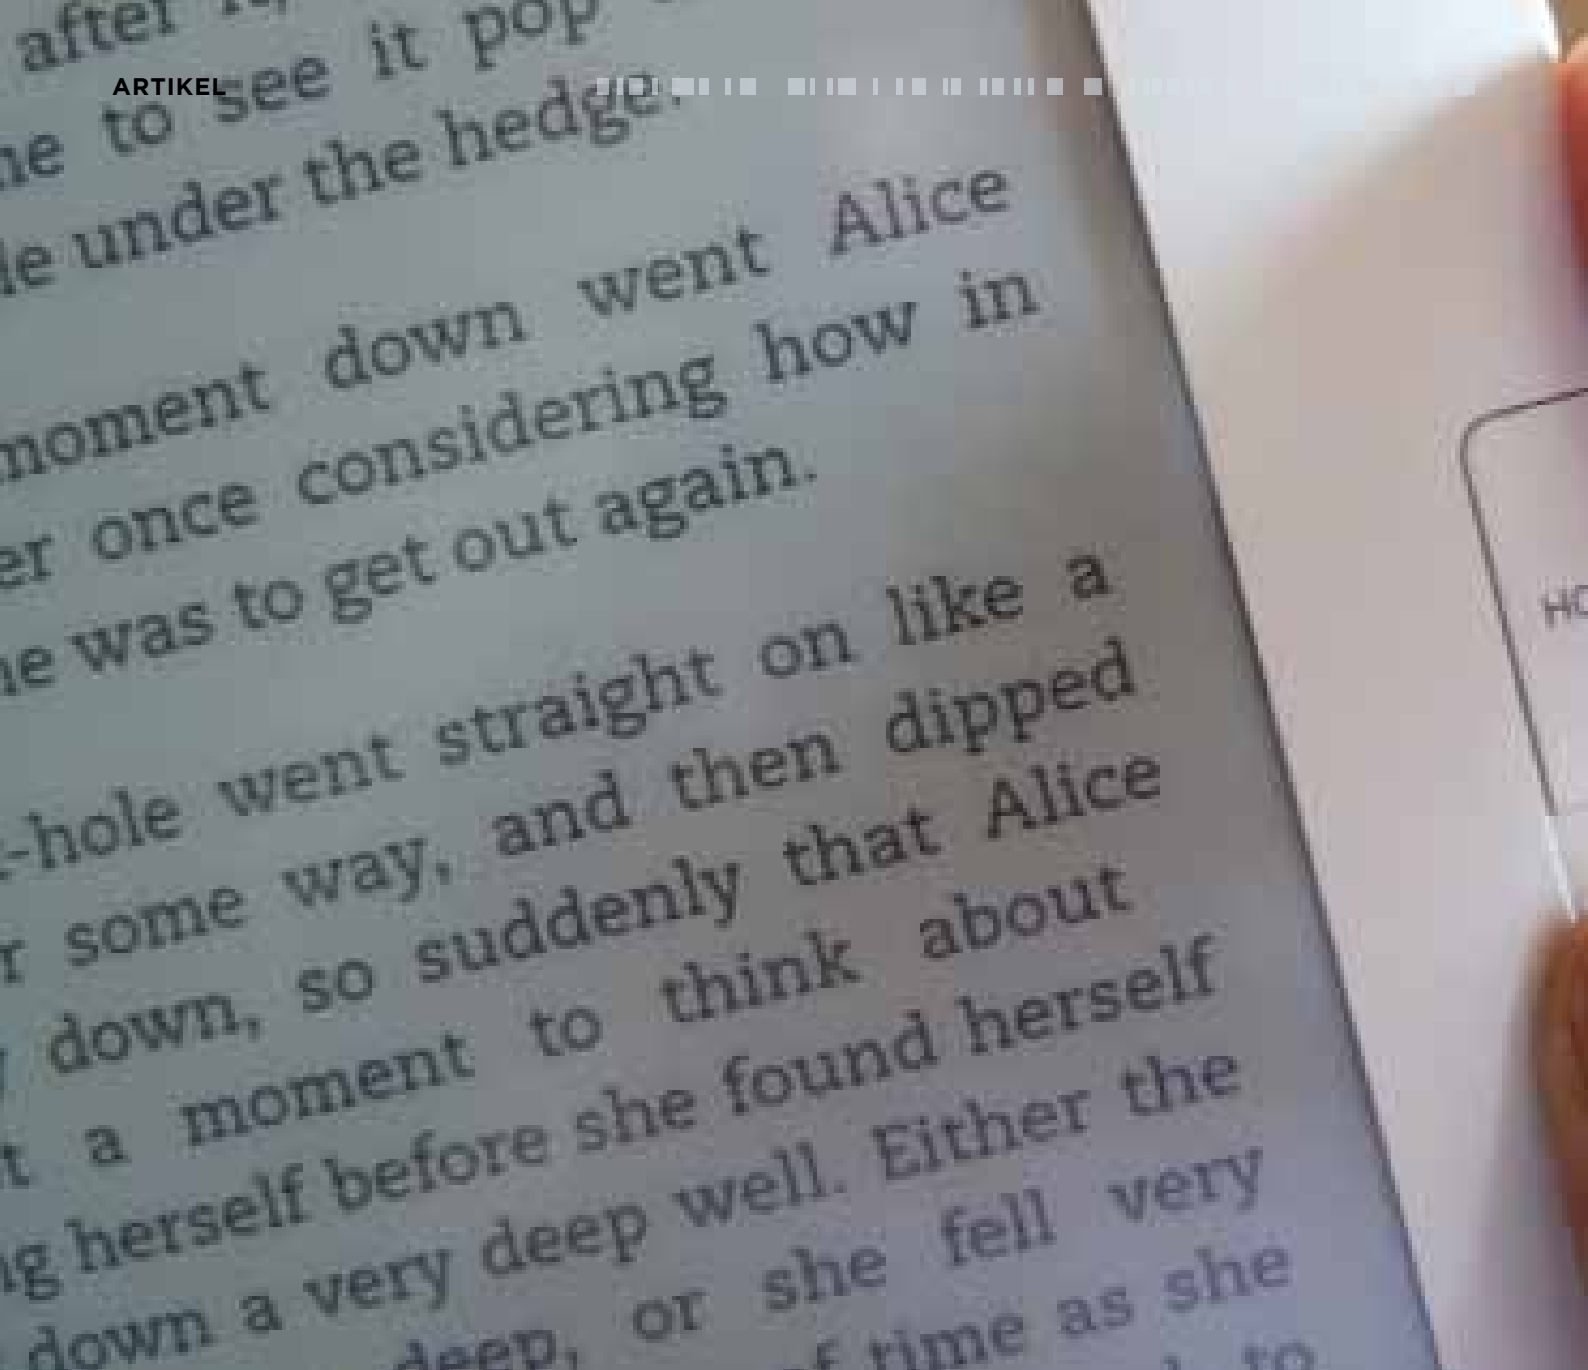 ARTIKEL
after
to see it pop
under the hedge.
moment down went Alice
once considering how in
was to get out again.
-hole went straight on like a
some way, and then dipped
down, so suddenly that Alice
a moment to think about
herself before she found herself
down a very deep well. Either the
deep, or she fell very
time as she
to